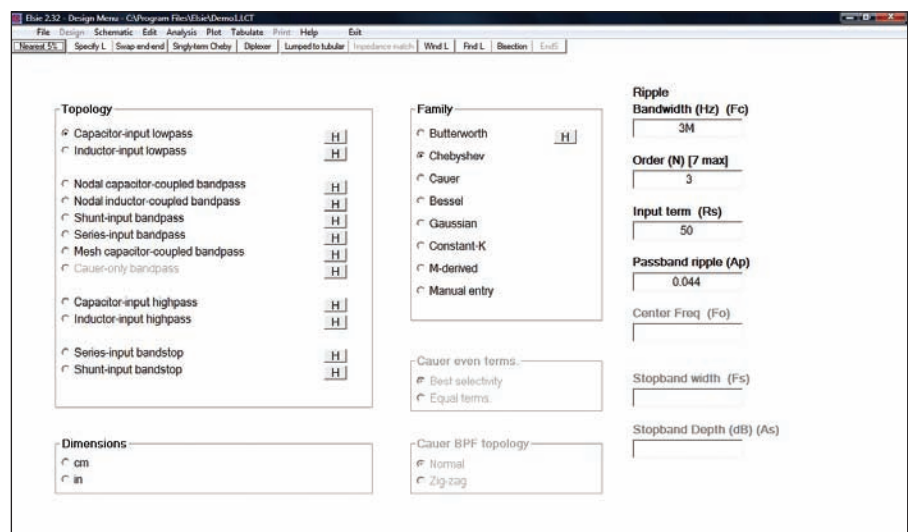 Elsie 2.32 - Design Menu - C:\Program Files\Elsie\Demo1.LCT
File Design Schematic Edit Analysis Plot Tabulate Print Help Exit
Nearest 5% Specify L Swap end-end Singly-term Cheby Diplexer Lumped to tubular Impedance match Wind L Find L Bisection EndS
Topology
Capacitor-input lowpass H
Inductor-input lowpass H
Nodal capacitor-coupled bandpass H
Nodal inductor-coupled bandpass H
Shunt-input bandpass H
Series-input bandpass H
Mesh capacitor-coupled bandpass H
Cauer-only bandpass H
Capacitor-input highpass H
Inductor-input highpass H
Series-input bandstop H
Shunt-input bandstop H
Dimensions
cm
in
Family
Butterworth H
Chebyshev
Cauer
Bessel
Gaussian
Constant-K
M-derived
Manual entry
Cauer even terms.
Best selectivity
Equal terms.
Cauer BPF topology
Normal
Zig-zag
Ripple
Bandwidth (Hz) (Fc)
3M
Order (N) [7 max]
3
Input term (Rs)
50
Passband ripple (Ap)
0.044
Center Freq (Fo)
Stopband width (Fs)
Stopband Depth (dB) (As)